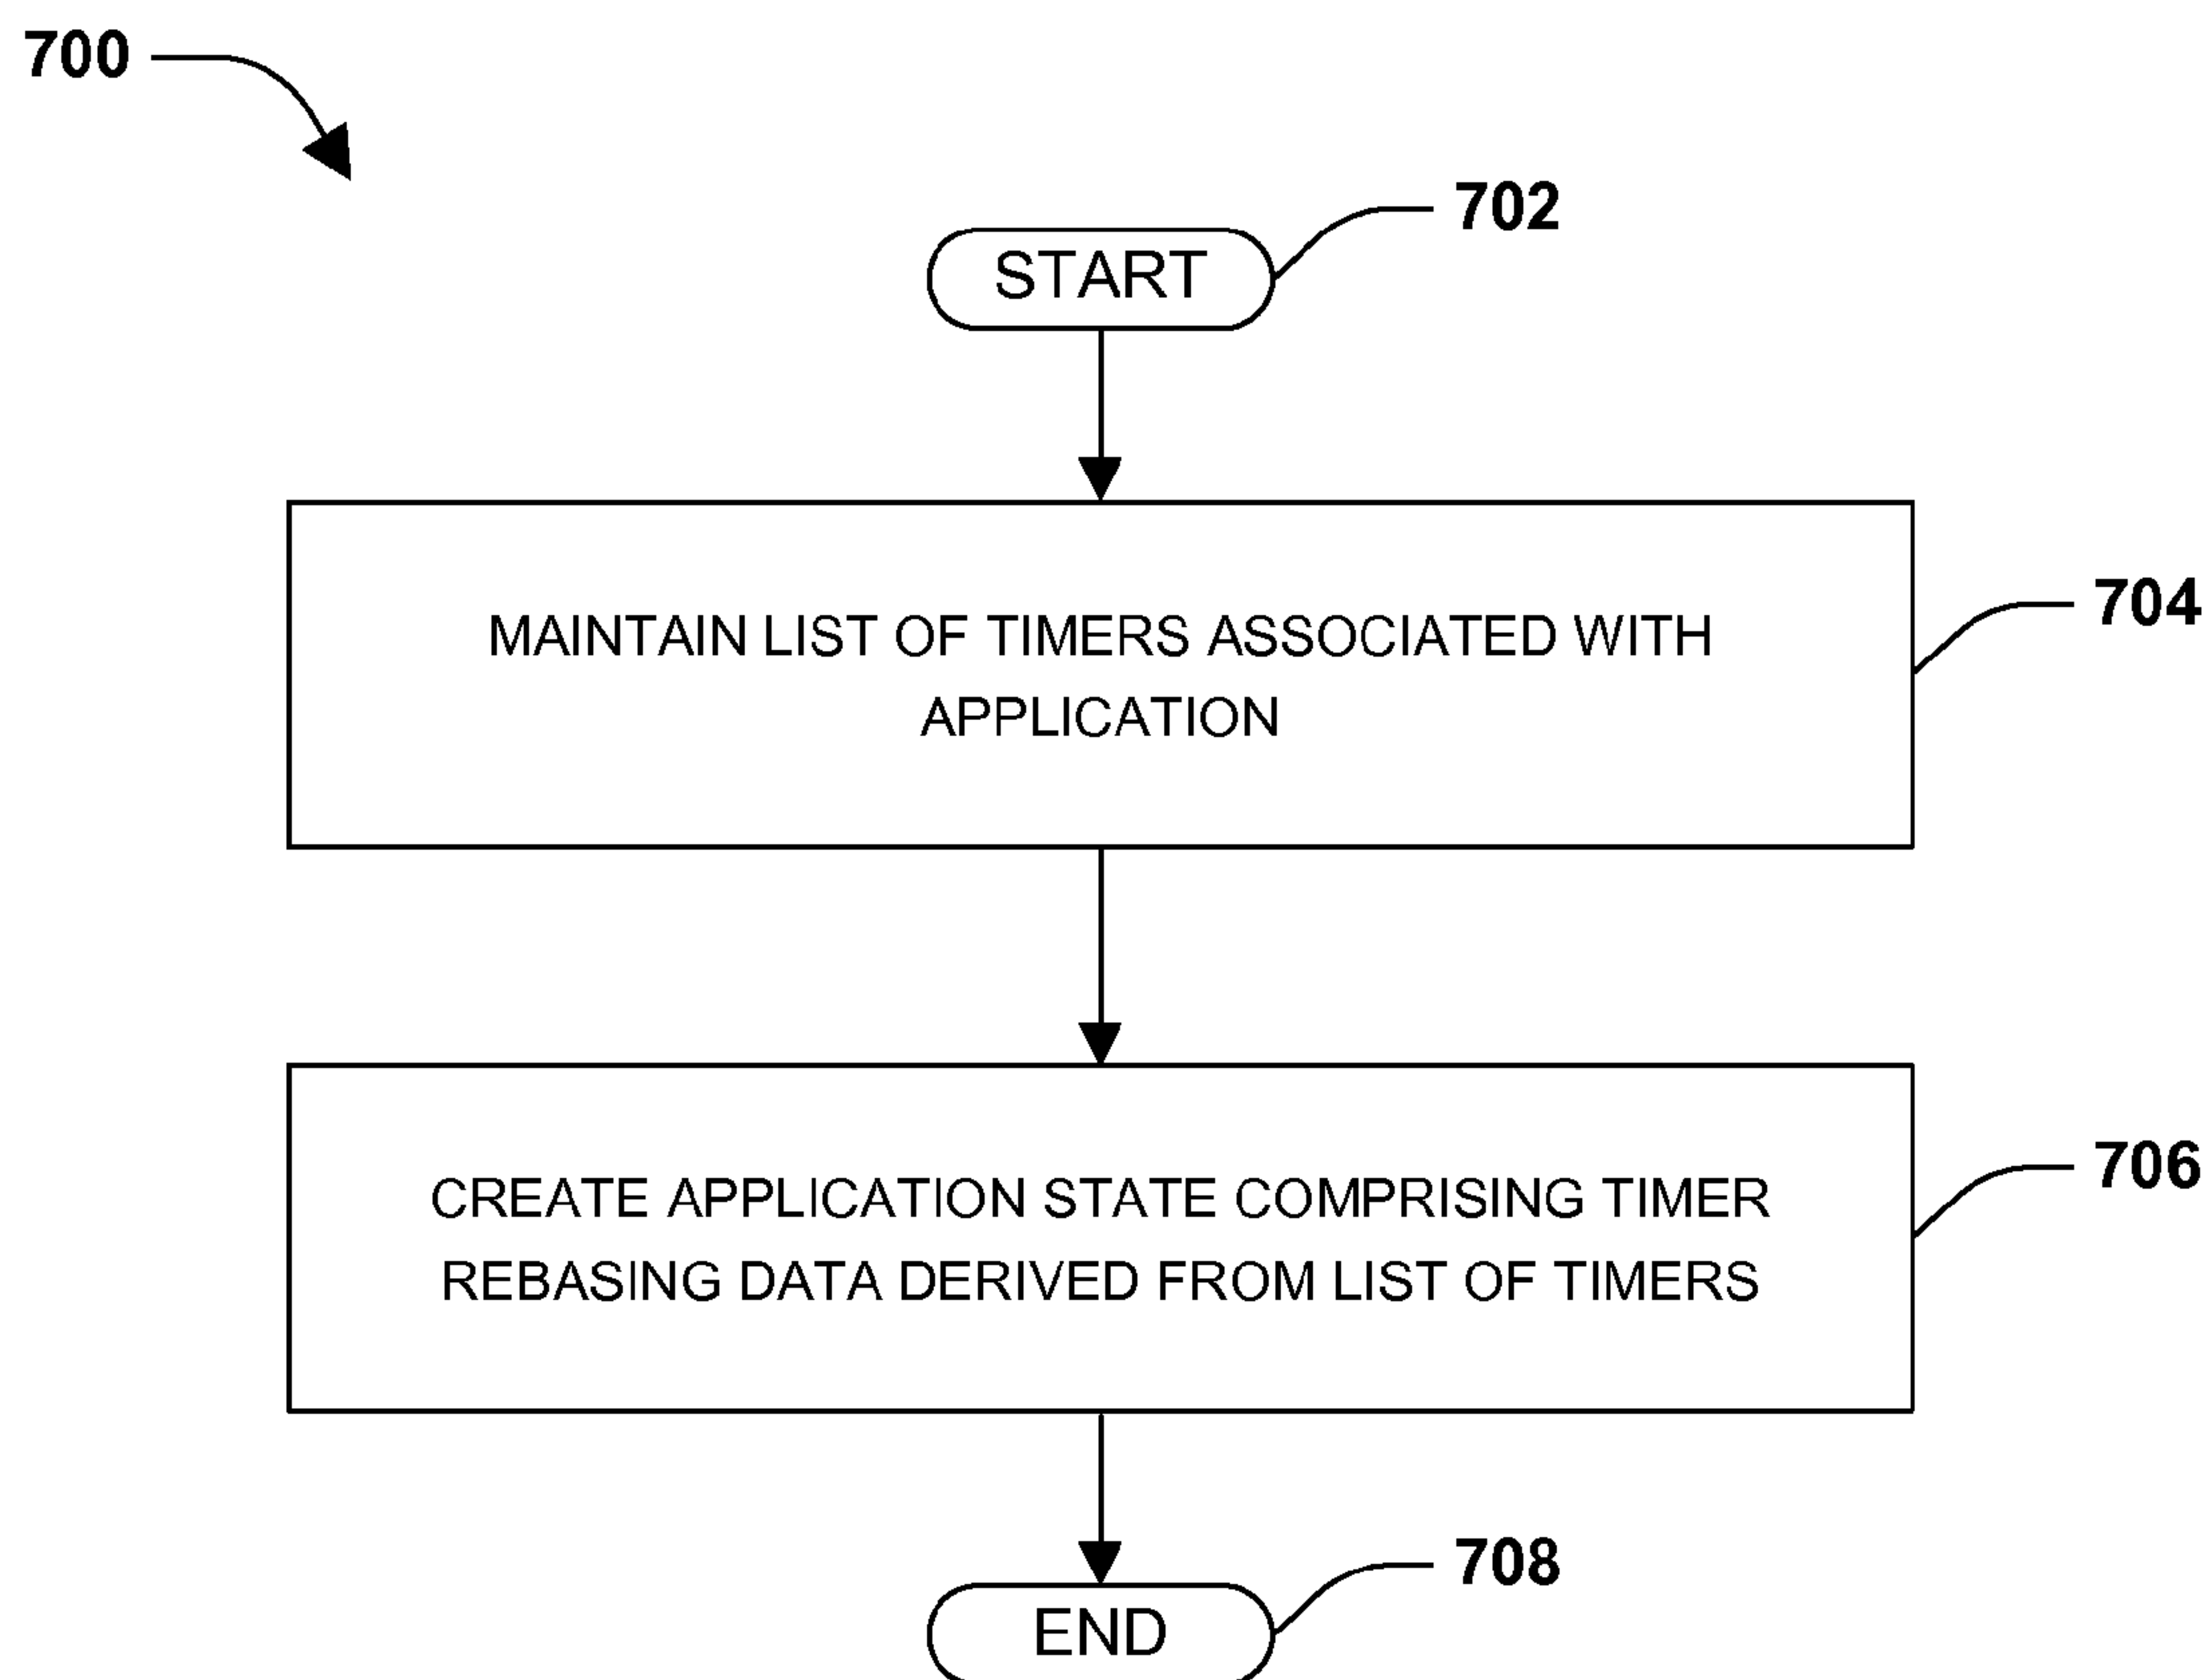 700
702
START
704
MAINTAIN LIST OF TIMERS ASSOCIATED WITH
APPLICATION
706
CREATE APPLICATION STATE COMPRISING TIMER
REBASING DATA DERIVED FROM LIST OF TIMERS
708
END